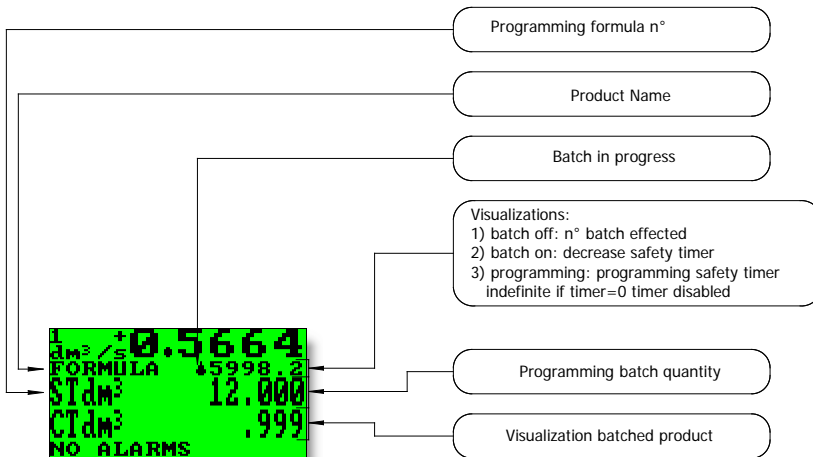 Programming formula n°
Product Name
Batch in progress
Visualizations:
1) batch off: n° batch effected
2) batch on: decrease safety timer
3) programming: programming safety timer
indefinite if timer=0 timer disabled
Programming batch quantity
Visualization batched product
1 +0.5664
dm³/s
FORMULA 5998.2
STdm³ 12.000
CTdm³ .999
NO ALARMS